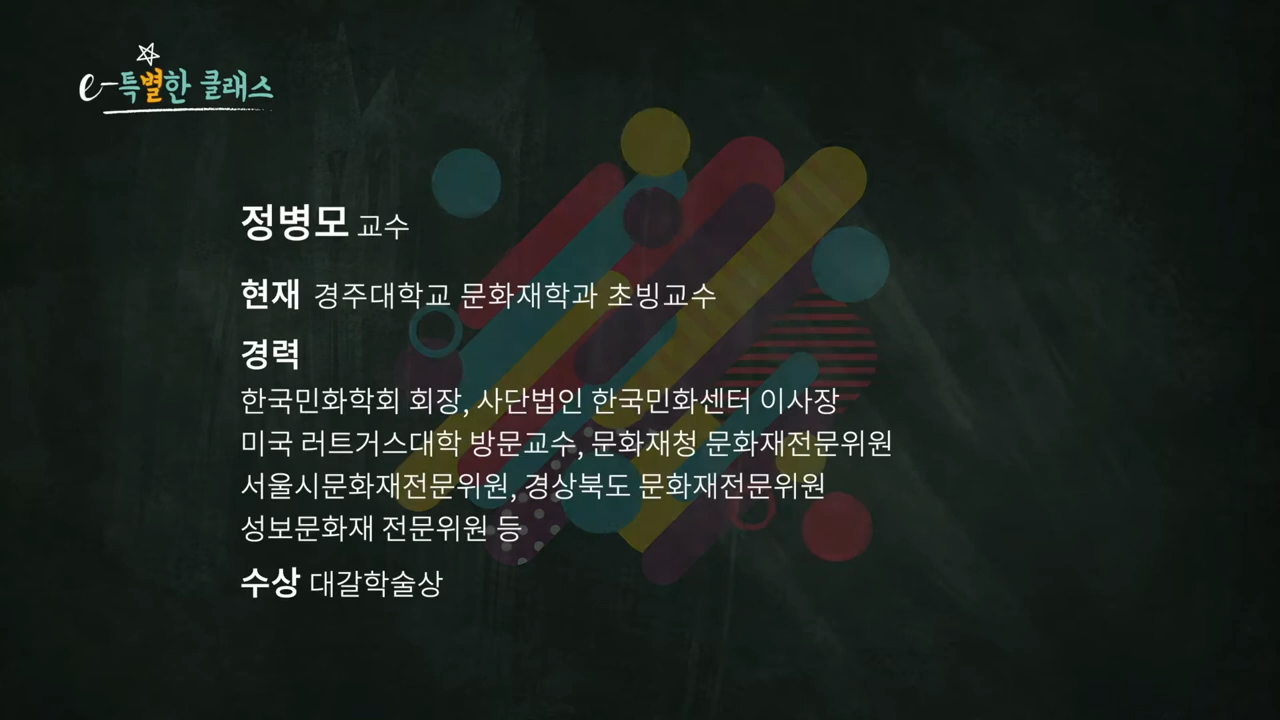 e-특별한 클래스
정병모 교수
현재 경주대학교 문화재학과 초빙교수
경력
한국민화학회 회장, 사단법인 한국민화센터 이사장
미국 러트거스대학 방문교수, 문화재청 문화재전문위원
서울시문화재전문위원, 경상북도 문화재전문위원
성보문화재 전문위원 등
수상 대갈학술상